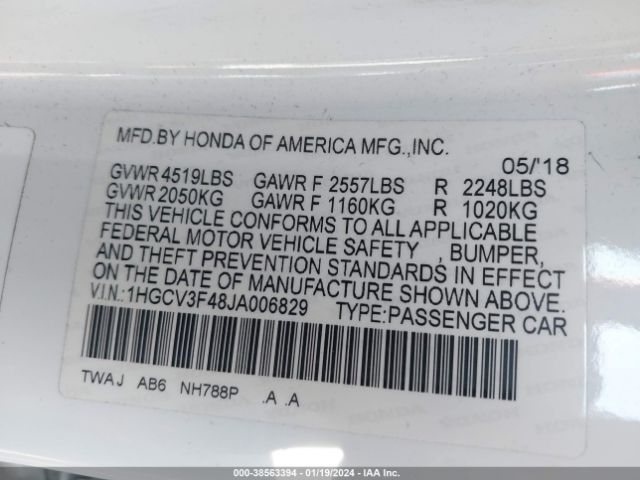 MFD.BY HONDA OF AMERICA MFG.,INC. 05/'18
GVWR 4519LBS GAWR F 2557LBS R 2248LBS
GVWR 2050KG GAWR F 1160KG R 1020KG
THIS VEHICLE CONFORMS TO ALL APPLICABLE
FEDERAL MOTOR VEHICLE SAFETY , BUMPER,
AND THEFT PREVENTION STANDARDS IN EFFECT
ON THE DATE OF MANUFACTURE SHOWN ABOVE.
V.I.N.:1HGCV3F48JA006829 TYPE:PASSENGER CAR
TWAJ AB6 NH788P .A .A
000-38563394 - 01/19/2024 - IAA Inc.